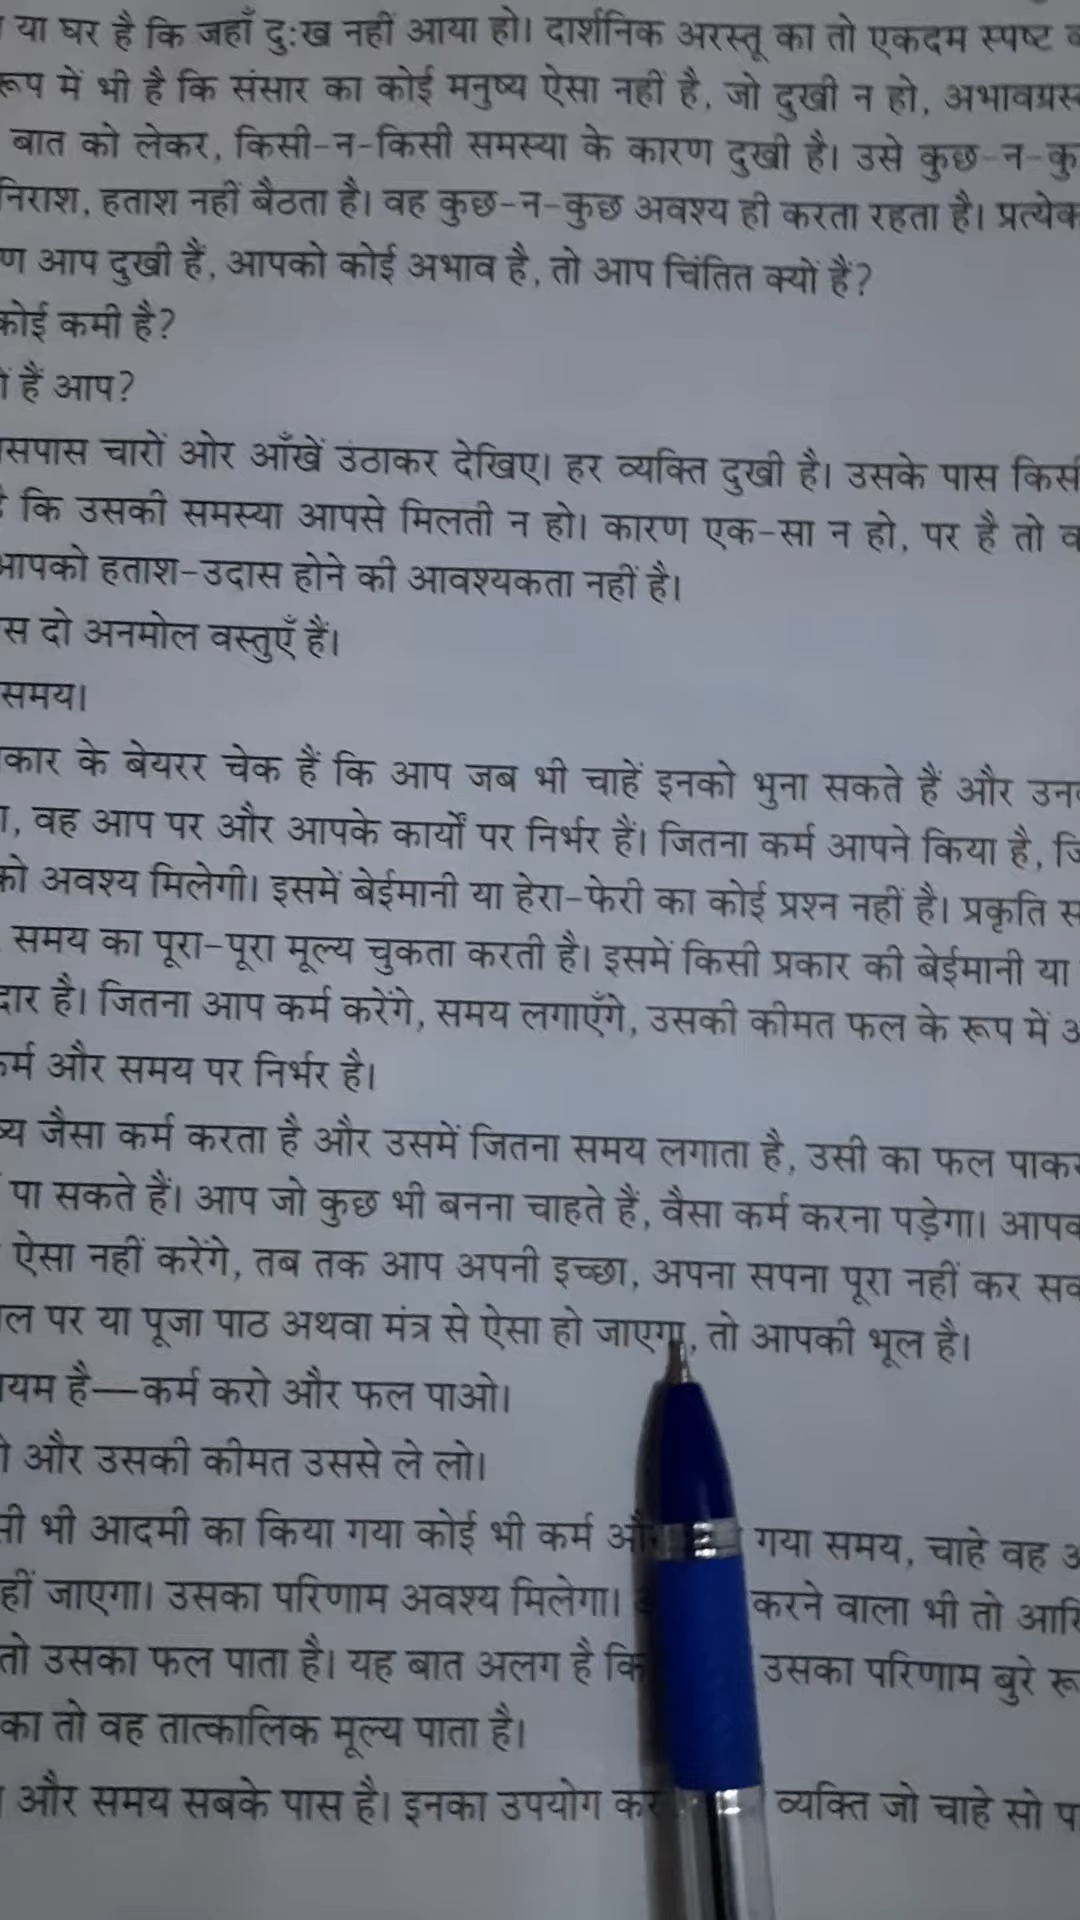 या घर है कि जहाँ दुःख नहीं आया हो। दार्शनिक अरस्तू का तो एकदम स्पष्ट
रूप में भी है कि संसार का कोई मनुष्य ऐसा नहीं है, जो दुखी न हो, अभावग्रस्
बात को लेकर, किसी-न-किसी समस्या के कारण दुखी है। उसे कुछ-न-कु
निराश, हताश नहीं बैठता है। वह कुछ-न-कुछ अवश्य ही करता रहता है। प्रत्येक
ण आप दुखी हैं, आपको कोई अभाव है, तो आप चिंतित क्यों हैं?
कोई कमी है?
हैं आप?
सपास चारों ओर आँखें उठाकर देखिए। हर व्यक्ति दुखी है। उसके पास किसी
कि उसकी समस्या आपसे मिलती न हो। कारण एक-सा न हो, पर है तो
आपको हताश-उदास होने की आवश्यकता नहीं है।
स दो अनमोल वस्तुएँ हैं।
समय।
कार के बेयरर चेक हैं कि आप जब भी चाहें इनको भुना सकते हैं और उन
वह आप पर और आपके कार्यों पर निर्भर हैं। जितना कर्म आपने किया है, जि
को अवश्य मिलेगी। इसमें बेईमानी या हेरा-फेरी का कोई प्रश्न नहीं है। प्रकृति स
समय का पूरा-पूरा मूल्य चुकता करती है। इसमें किसी प्रकार की बेईमानी या
दार है। जितना आप कर्म करेंगे, समय लगाएँगे, उसकी कीमत फल के रूप में
कर्म और समय पर निर्भर है।
ष्य जैसा कर्म करता है और उसमें जितना समय लगाता है, उसी का फल पाकर
पा सकते हैं। आप जो कुछ भी बनना चाहते हैं, वैसा कर्म करना पड़ेगा। आपक
ऐसा नहीं करेंगे, तब तक आप अपनी इच्छा, अपना सपना पूरा नहीं कर सक
ल पर या पूजा पाठ अथवा मंत्र से ऐसा हो जाएगा, तो आपकी भूल है।
यम है—कर्म करो और फल पाओ।
और उसकी कीमत उससे ले लो।
सी भी आदमी का किया गया कोई भी कर्म गया समय, चाहे वह
हीं जाएगा। उसका परिणाम अवश्य मिलेगा। करने वाला भी तो
तो उसका फल पाता है। यह बात अलग है कि उसका परिणाम बुरे रू
का तो वह तात्कालिक मूल्य पाता है।
और समय सबके पास है। इनका उपयोग कर व्यक्ति जो चाहे सो